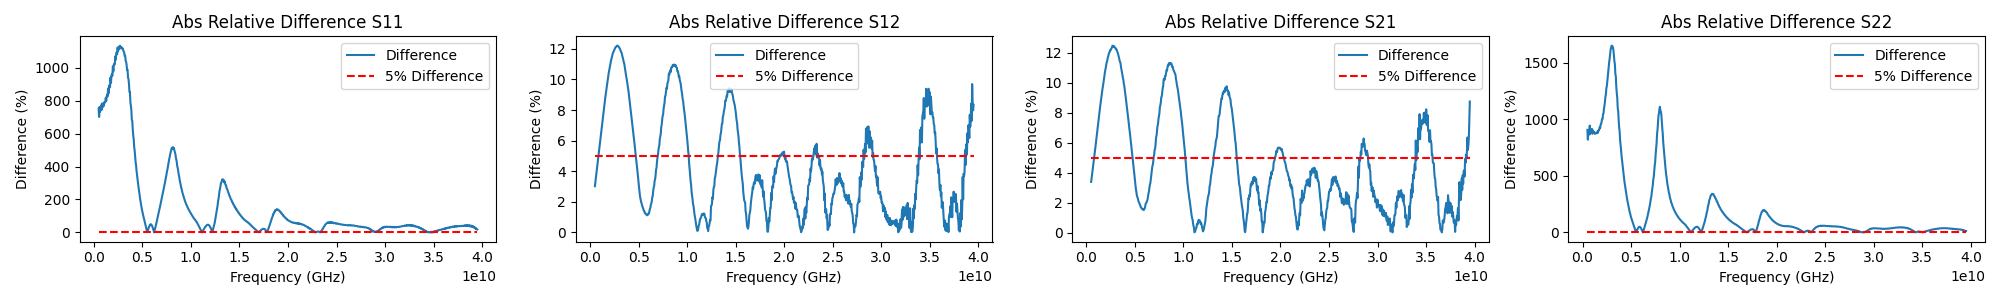 Abs Relative Difference S11
Difference (%)
1000
800
600
400
200
0
Difference
5% Difference
0.0 0.5 1.0 1.5 2.0 2.5 3.0 3.5 4.0
Frequency (GHz)
1e10
Abs Relative Difference S12
Difference (%)
12
10
8
6
4
2
0
Difference
5% Difference
0.0 0.5 1.0 1.5 2.0 2.5 3.0 3.5 4.0
Frequency (GHz)
1e10
Abs Relative Difference S21
Difference (%)
12
10
8
6
4
2
0
Difference
5% Difference
0.0 0.5 1.0 1.5 2.0 2.5 3.0 3.5 4.0
Frequency (GHz)
1e10
Abs Relative Difference S22
Difference (%)
1500
1000
500
0
Difference
5% Difference
0.0 0.5 1.0 1.5 2.0 2.5 3.0 3.5 4.0
Frequency (GHz)
1e10